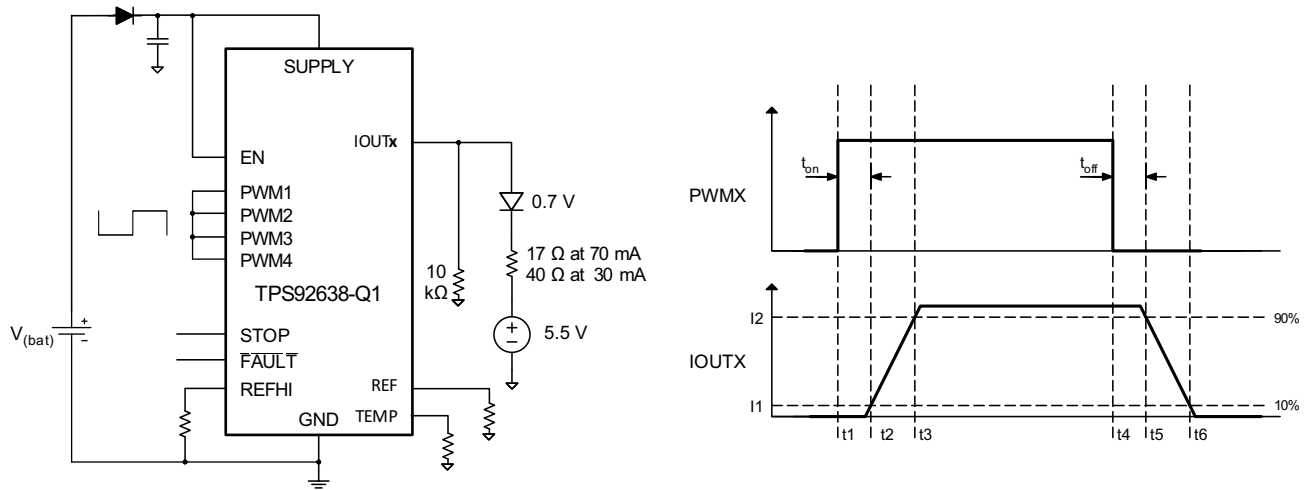 SUPPLY
IOUTx
EN
PWM1
PWM2
PWM3
PWM4
0.7 V
17 Ω at 70 mA
40 Ω at 30 mA
10
kΩ
TPS92638-Q1
V(bat)
+
-
+
-
5.5 V
STOP
FAULT
REFHI
REF
TEMP
GND
ton
toff
PWMX
I2
90%
IOUTX
I1
10%
t1
t2
t3
t4
t5
t6